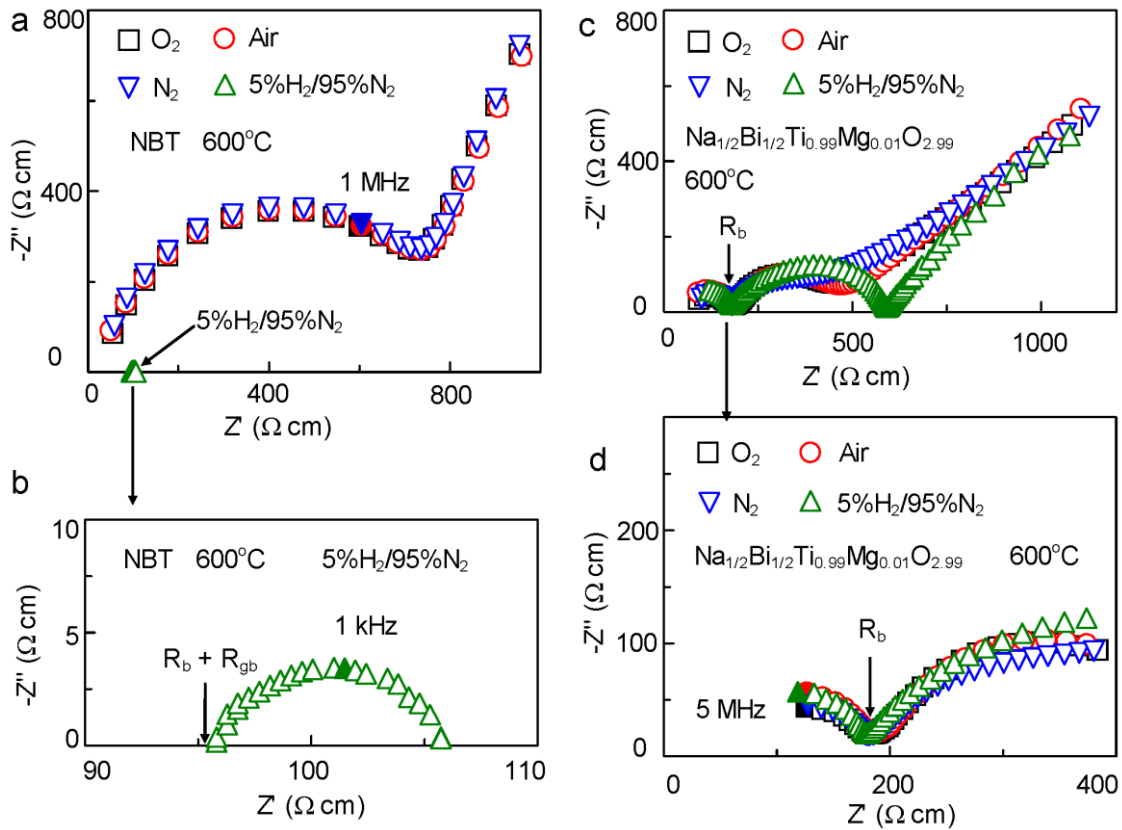 a
800
400
0
-Z'' (Ω cm)
O₂ Air
N₂ 5%H₂/95%N₂
NBT 600°C
1 MHz
5%H₂/95%N₂
0 400 800
Z' (Ω cm)
b
10
5
0
-Z'' (Ω cm)
NBT 600°C 5%H₂/95%N₂
1 kHz
R_b + R_gb
90 100 110
Z' (Ω cm)
c
800
400
0
-Z'' (Ω cm)
O₂ Air
N₂ 5%H₂/95%N₂
Na₁/₂Bi₁/₂Ti₀.₉₉Mg₀.₀₁O₂.₉₉
600°C
R_b
0 500 1000
Z' (Ω cm)
d
200
100
0
-Z'' (Ω cm)
O₂ Air
N₂ 5%H₂/95%N₂
Na₁/₂Bi₁/₂Ti₀.₉₉Mg₀.₀₁O₂.₉₉ 600°C
R_b
5 MHz
0 200 400
Z' (Ω cm)